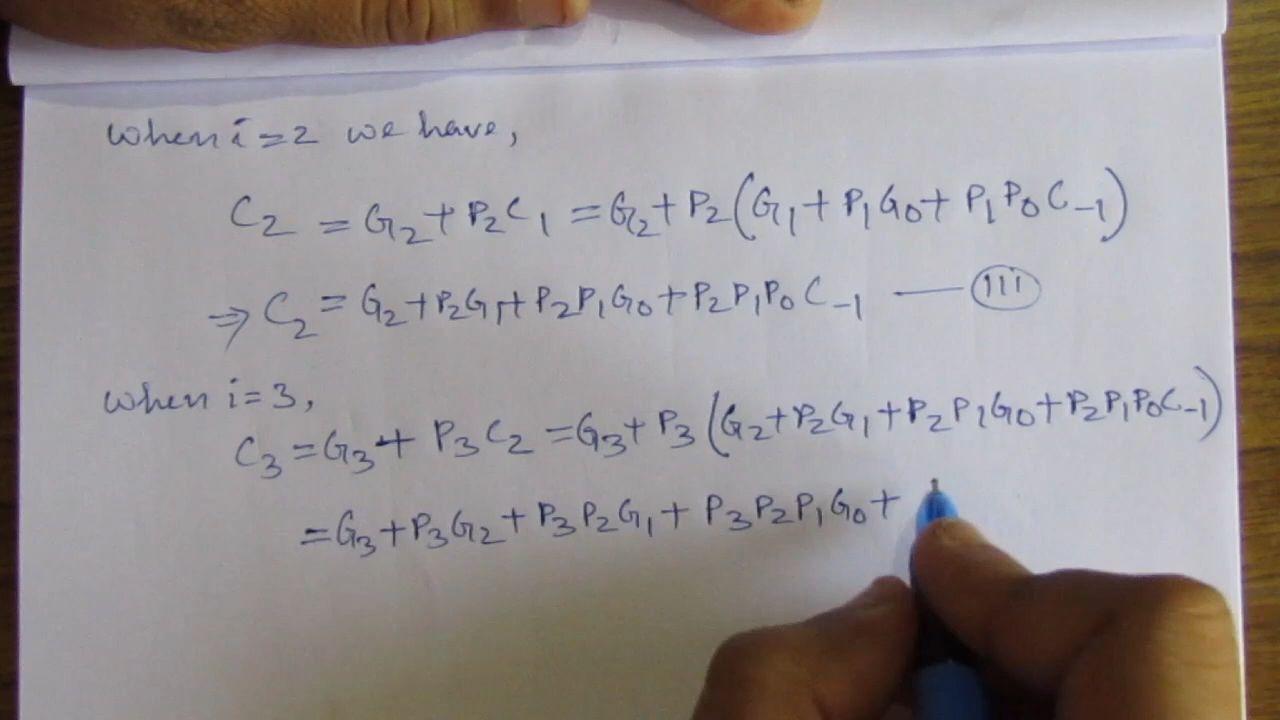 when i = 2 we have,
C₂ = G₂ + P₂C₁ = G₂ + P₂(G₁ + P₁G₀ + P₁P₀C₋₁)
⇒ C₂ = G₂ + P₂G₁ + P₂P₁G₀ + P₂P₁P₀C₋₁ — III
when i = 3,
C₃ = G₃ + P₃C₂ = G₃ + P₃(G₂ + P₂G₁ + P₂P₁G₀ + P₂P₁P₀C₋₁)
= G₃ + P₃G₂ + P₃P₂G₁ + P₃P₂P₁G₀ +